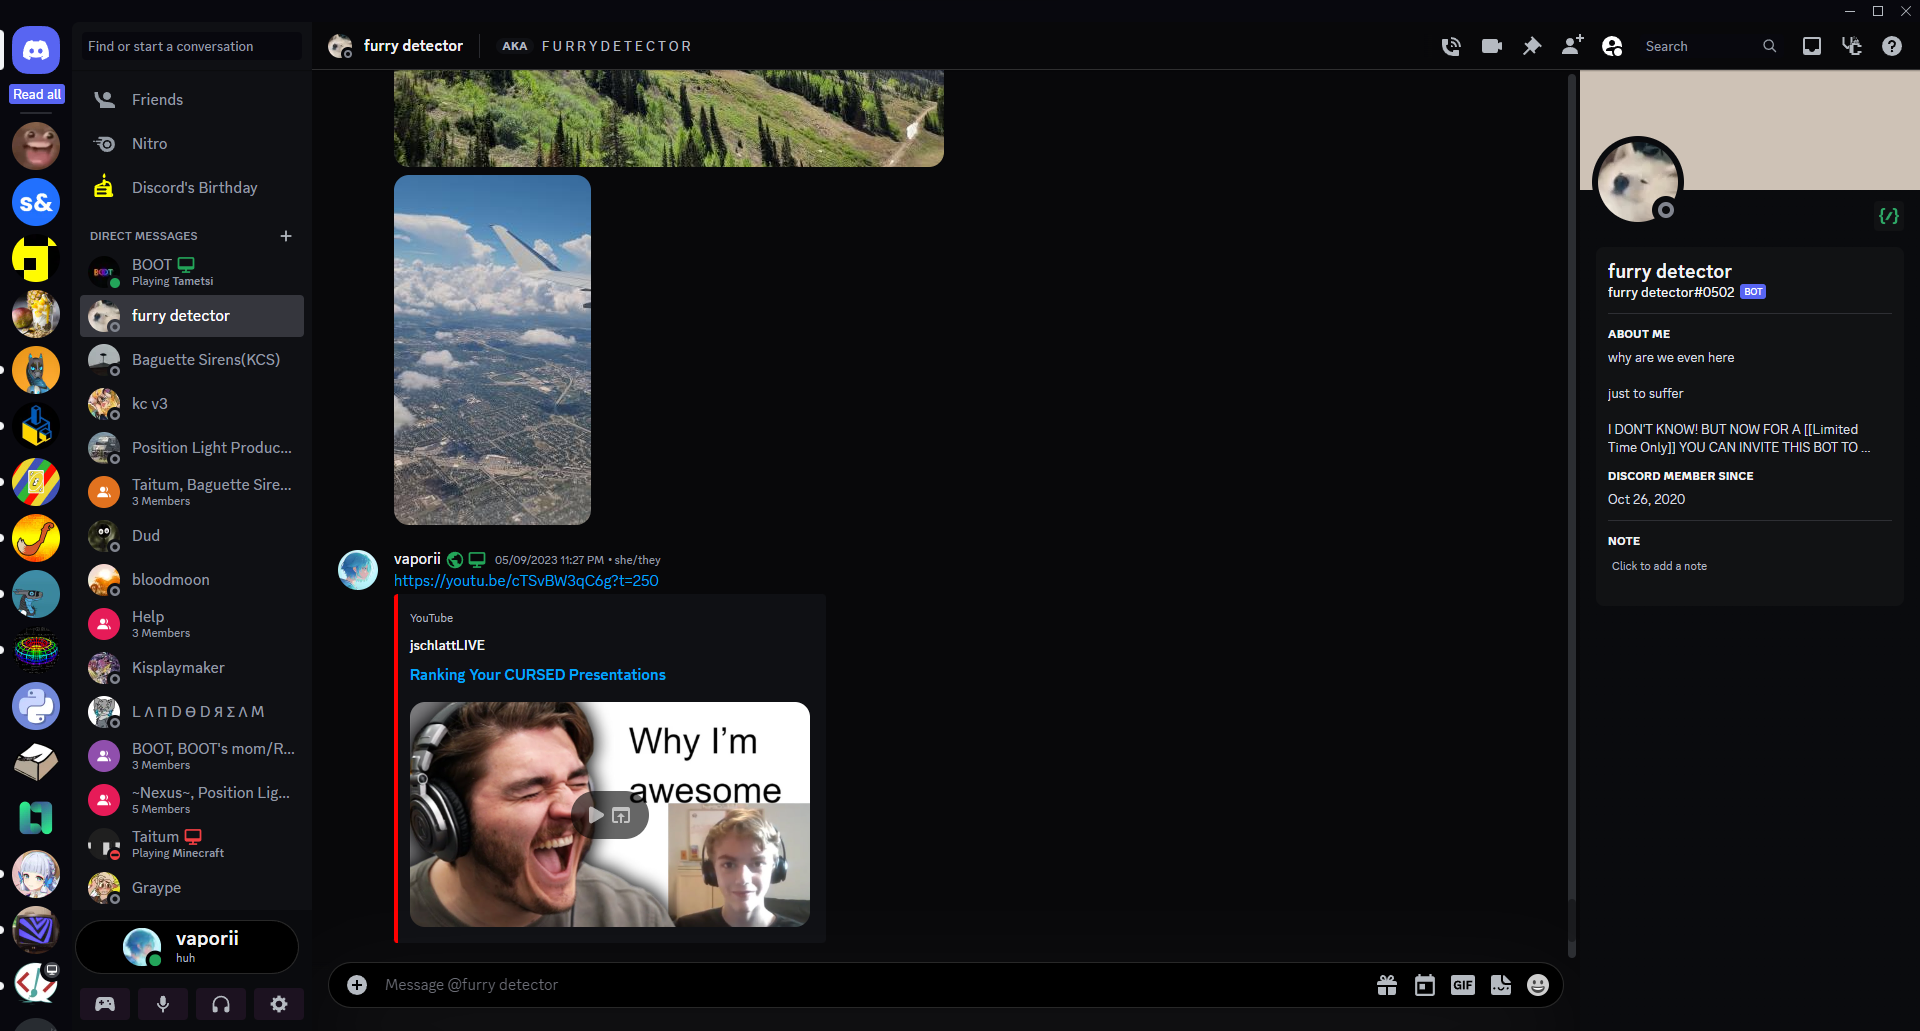 Find or start a conversation
furry detector
AKA FURRYDETECTOR
Search
Read all
Friends
Nitro
Discord's Birthday
DIRECT MESSAGES
BOOT
Playing Tametsi
furry detector
Baguette Sirens(KCS)
kc v3
Position Light Produc...
Taitum, Baguette Sire...
3 Members
Dud
bloodmoon
Help
3 Members
Kisplaymaker
L Λ П D Ө D Я Σ Λ M
BOOT, BOOT's mom/R...
3 Members
~Nexus~, Position Lig...
5 Members
Taitum
Playing Minecraft
Graype
vaporii
huh
s&
BOOT
vaporii 05/09/2023 11:27 PM • she/they
https://youtu.be/cTSvBW3qC6g?t=250
YouTube
jschlattLIVE
Ranking Your CURSED Presentations
Why I'm
awesome
Message @furry detector
GIF
furry detector
furry detector#0502 BOT
ABOUT ME
why are we even here
just to suffer
I DON'T KNOW! BUT NOW FOR A [[Limited
Time Only]] YOU CAN INVITE THIS BOT TO ...
DISCORD MEMBER SINCE
Oct 26, 2020
NOTE
Click to add a note